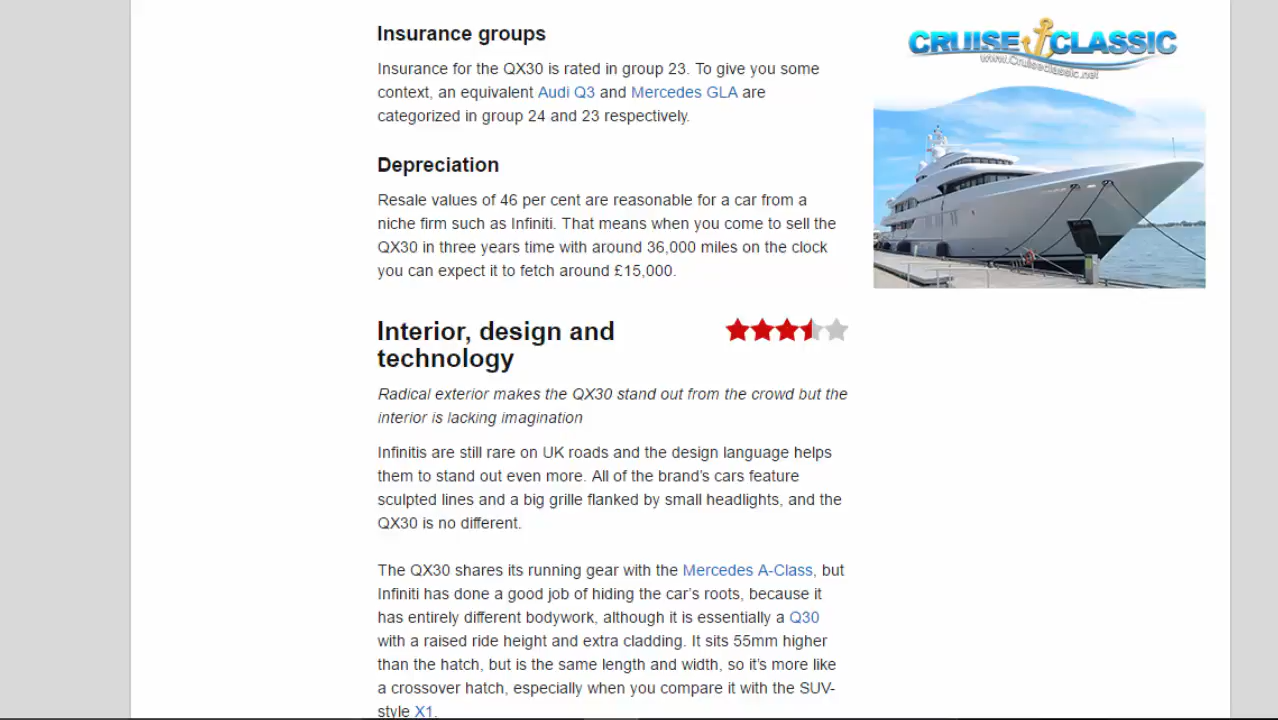 Insurance groups
Insurance for the QX30 is rated in group 23. To give you some
context, an equivalent Audi Q3 and Mercedes GLA are
categorized in group 24 and 23 respectively.
Depreciation
Resale values of 46 per cent are reasonable for a car from a
niche firm such as Infiniti. That means when you come to sell the
QX30 in three years time with around 36,000 miles on the clock
you can expect it to fetch around £15,000.
Interior, design and
technology
Radical exterior makes the QX30 stand out from the crowd but the
interior is lacking imagination
Infinitis are still rare on UK roads and the design language helps
them to stand out even more. All of the brand's cars feature
sculpted lines and a big grille flanked by small headlights, and the
QX30 is no different.
The QX30 shares its running gear with the Mercedes A-Class, but
Infiniti has done a good job of hiding the car's roots, because it
has entirely different bodywork, although it is essentially a Q30
with a raised ride height and extra cladding. It sits 55mm higher
than the hatch, but is the same length and width, so it's more like
a crossover hatch, especially when you compare it with the SUV-
style X1.
CRUISE CLASSIC
www.Cruiseclassic.net